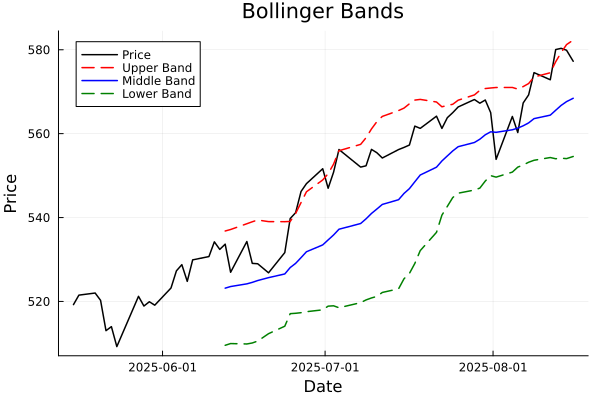 Bollinger Bands
Price
Upper Band
Middle Band
Lower Band
Price
580
560
540
520
2025-06-01
2025-07-01
2025-08-01
Date